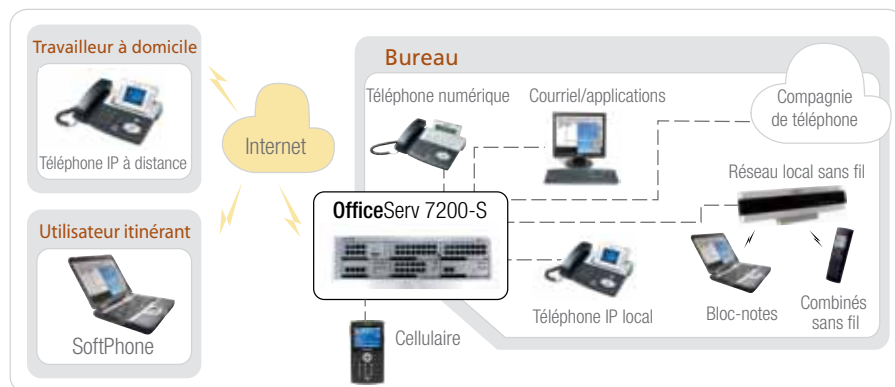 Travailleur à domicile
Téléphone IP à distance
Utilisateur itinérant
SoftPhone
Internet
Bureau
Téléphone numérique
Courriel/applications
Compagnie
de téléphone
Réseau local sans fil
OfficeServ 7200-S
Téléphone IP local
Bloc-notes
Combinés
sans fil
Cellulaire